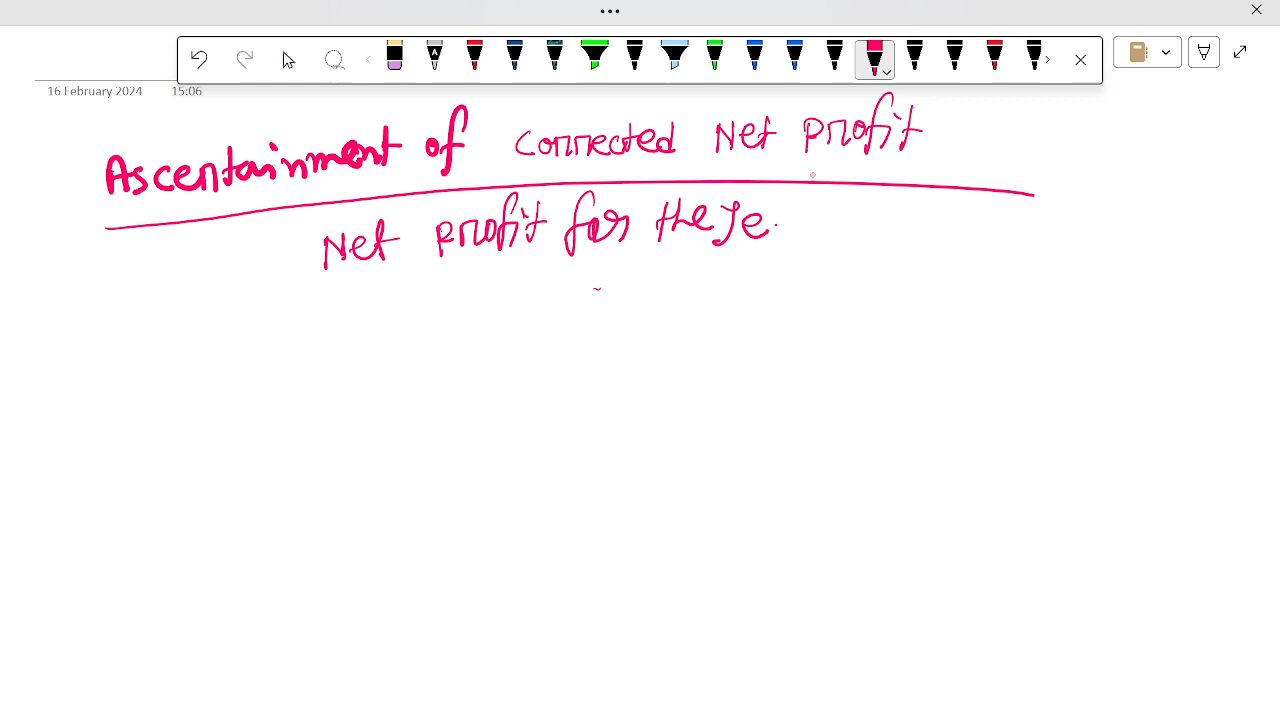 16 February 2024 15:06
Ascertainment of corrected Net profit
Net profit for the ye